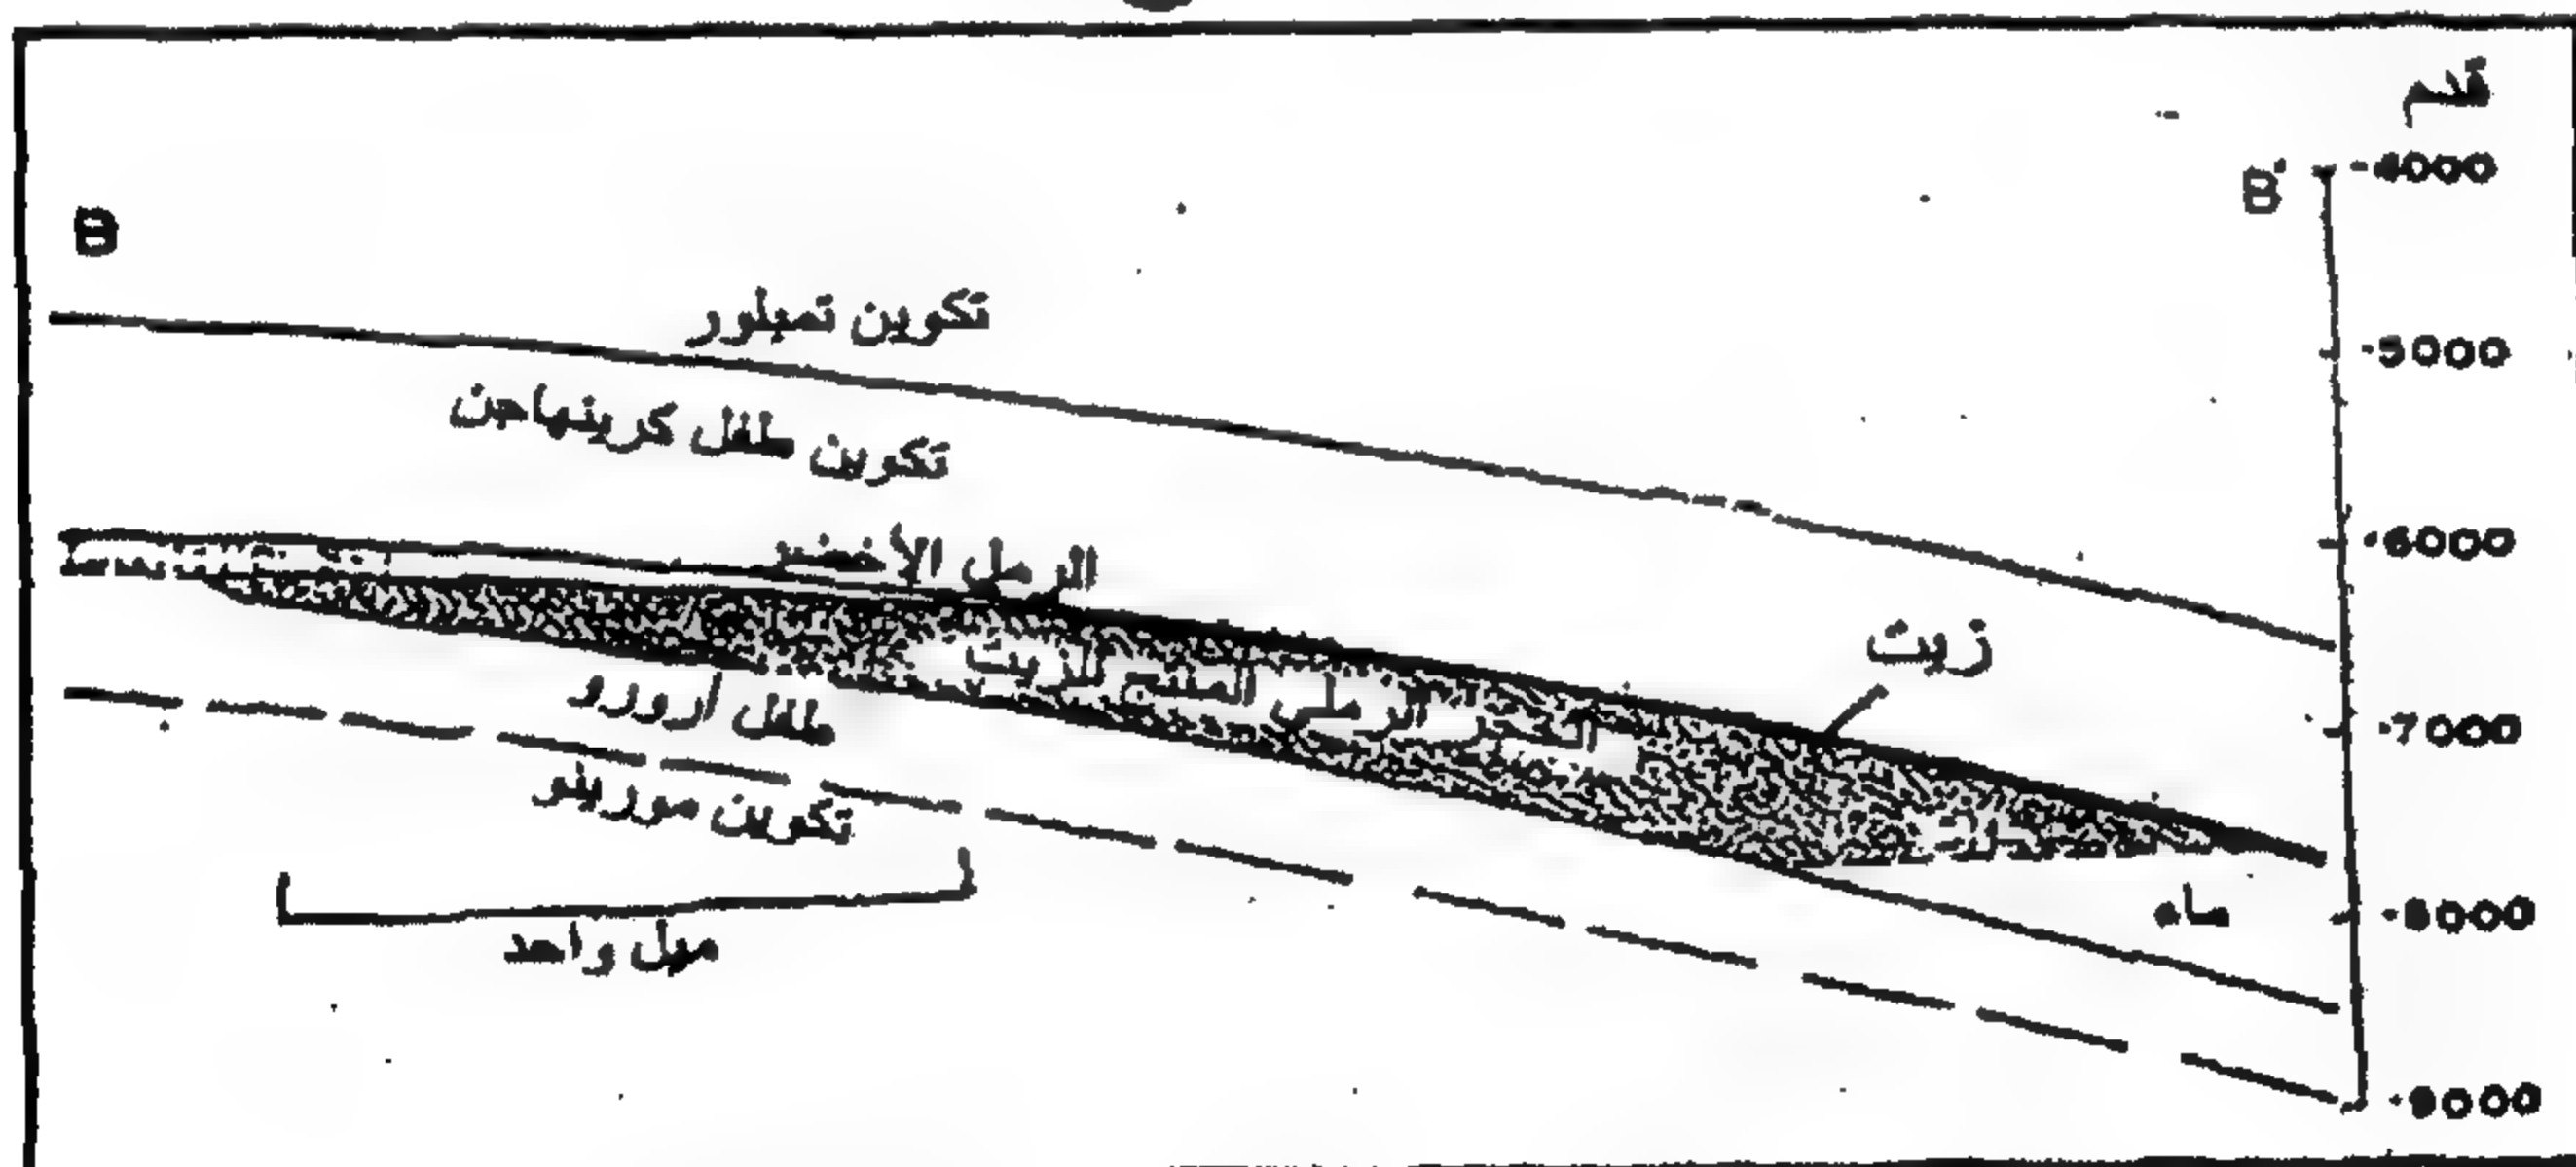 قدم
B
B'
-4000
-5000
-6000
-7000
-8000
-9000
تكوين تمبلور
تكوين طفل كرينهاجن
الرمل الأخضر
زيت
الحجر الرملي المنتج للزيت
طفل أرورو
تكوين مورينو
ماء
ميل واحد